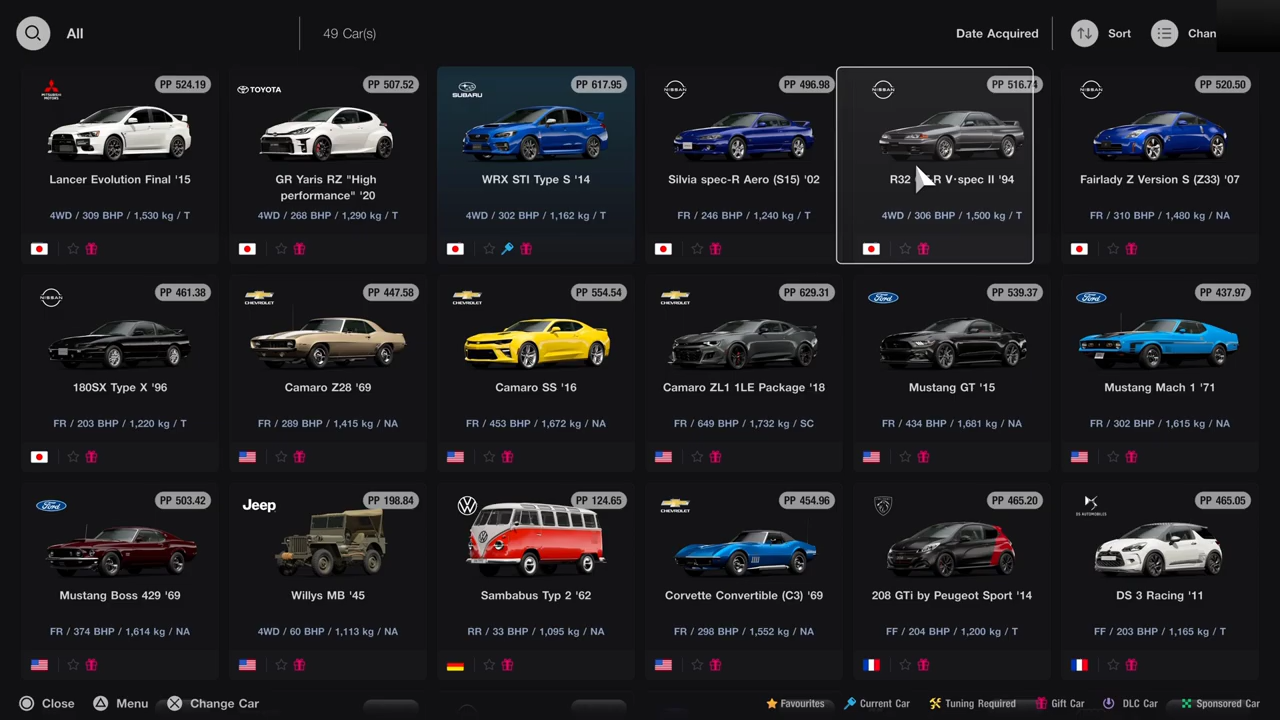 All
49 Car(s)
Date Acquired
Sort
PP 524.19
PP 507.52
PP 617.95
PP 496.98
PP 516.74
PP 520.50
MITSUBISHI
MOTORS
TOYOTA
SUBARU
NISSAN
NISSAN
NISSAN
Lancer Evolution Final '15
GR Yaris RZ "High
performance" '20
WRX STI Type S '14
Silvia spec-R Aero (S15) '02
R32 V·spec II '94
Fairlady Z Version S (Z33) '07
4WD / 309 BHP / 1,530 kg / T
4WD / 268 BHP / 1,290 kg / T
4WD / 302 BHP / 1,162 kg / T
FR / 246 BHP / 1,240 kg / T
4WD / 306 BHP / 1,500 kg / T
FR / 310 BHP / 1,480 kg / NA
PP 461.38
PP 447.58
PP 554.54
PP 629.31
PP 539.37
PP 437.97
NISSAN
CHEVROLET
CHEVROLET
CHEVROLET
Ford
Ford
180SX Type X '96
Camaro Z28 '69
Camaro SS '16
Camaro ZL1 1LE Package '18
Mustang GT '15
Mustang Mach 1 '71
FR / 203 BHP / 1,220 kg / T
FR / 289 BHP / 1,415 kg / NA
FR / 453 BHP / 1,672 kg / NA
FR / 649 BHP / 1,732 kg / SC
FR / 434 BHP / 1,681 kg / NA
FR / 302 BHP / 1,615 kg / NA
PP 503.42
PP 198.84
PP 124.65
PP 454.96
PP 465.20
PP 465.05
Ford
Jeep
CHEVROLET
DS AUTOMOBILES
Mustang Boss 429 '69
Willys MB '45
Sambabus Typ 2 '62
Corvette Convertible (C3) '69
208 GTi by Peugeot Sport '14
DS 3 Racing '11
FR / 374 BHP / 1,614 kg / NA
4WD / 60 BHP / 1,113 kg / NA
RR / 33 BHP / 1,095 kg / NA
FR / 298 BHP / 1,552 kg / NA
FF / 204 BHP / 1,200 kg / T
FF / 203 BHP / 1,165 kg / T
Close
Menu
Change Car
Favourites
Current Car
Tuning Required
Gift Car
DLC Car
Sponsored Car